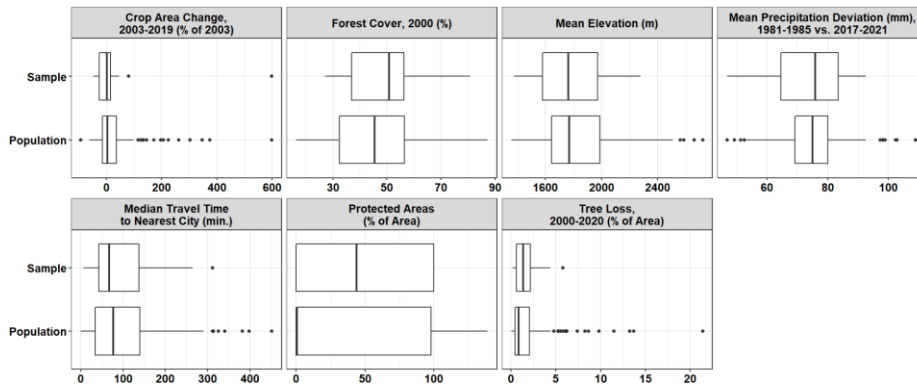 Crop Area Change,
2003-2019 (% of 2003)
Forest Cover, 2000 (%)
Mean Elevation (m)
Mean Precipitation Deviation (mm),
1981-1985 vs. 2017-2021
Sample
Population
0 200 400 600
30 50 70 90
1600 2000 2400
60 80 100
Median Travel Time
to Nearest City (min.)
Protected Areas
(% of Area)
Tree Loss,
2000-2020 (% of Area)
Sample
Population
0 100 200 300 400
0 50 100
0 5 10 15 20